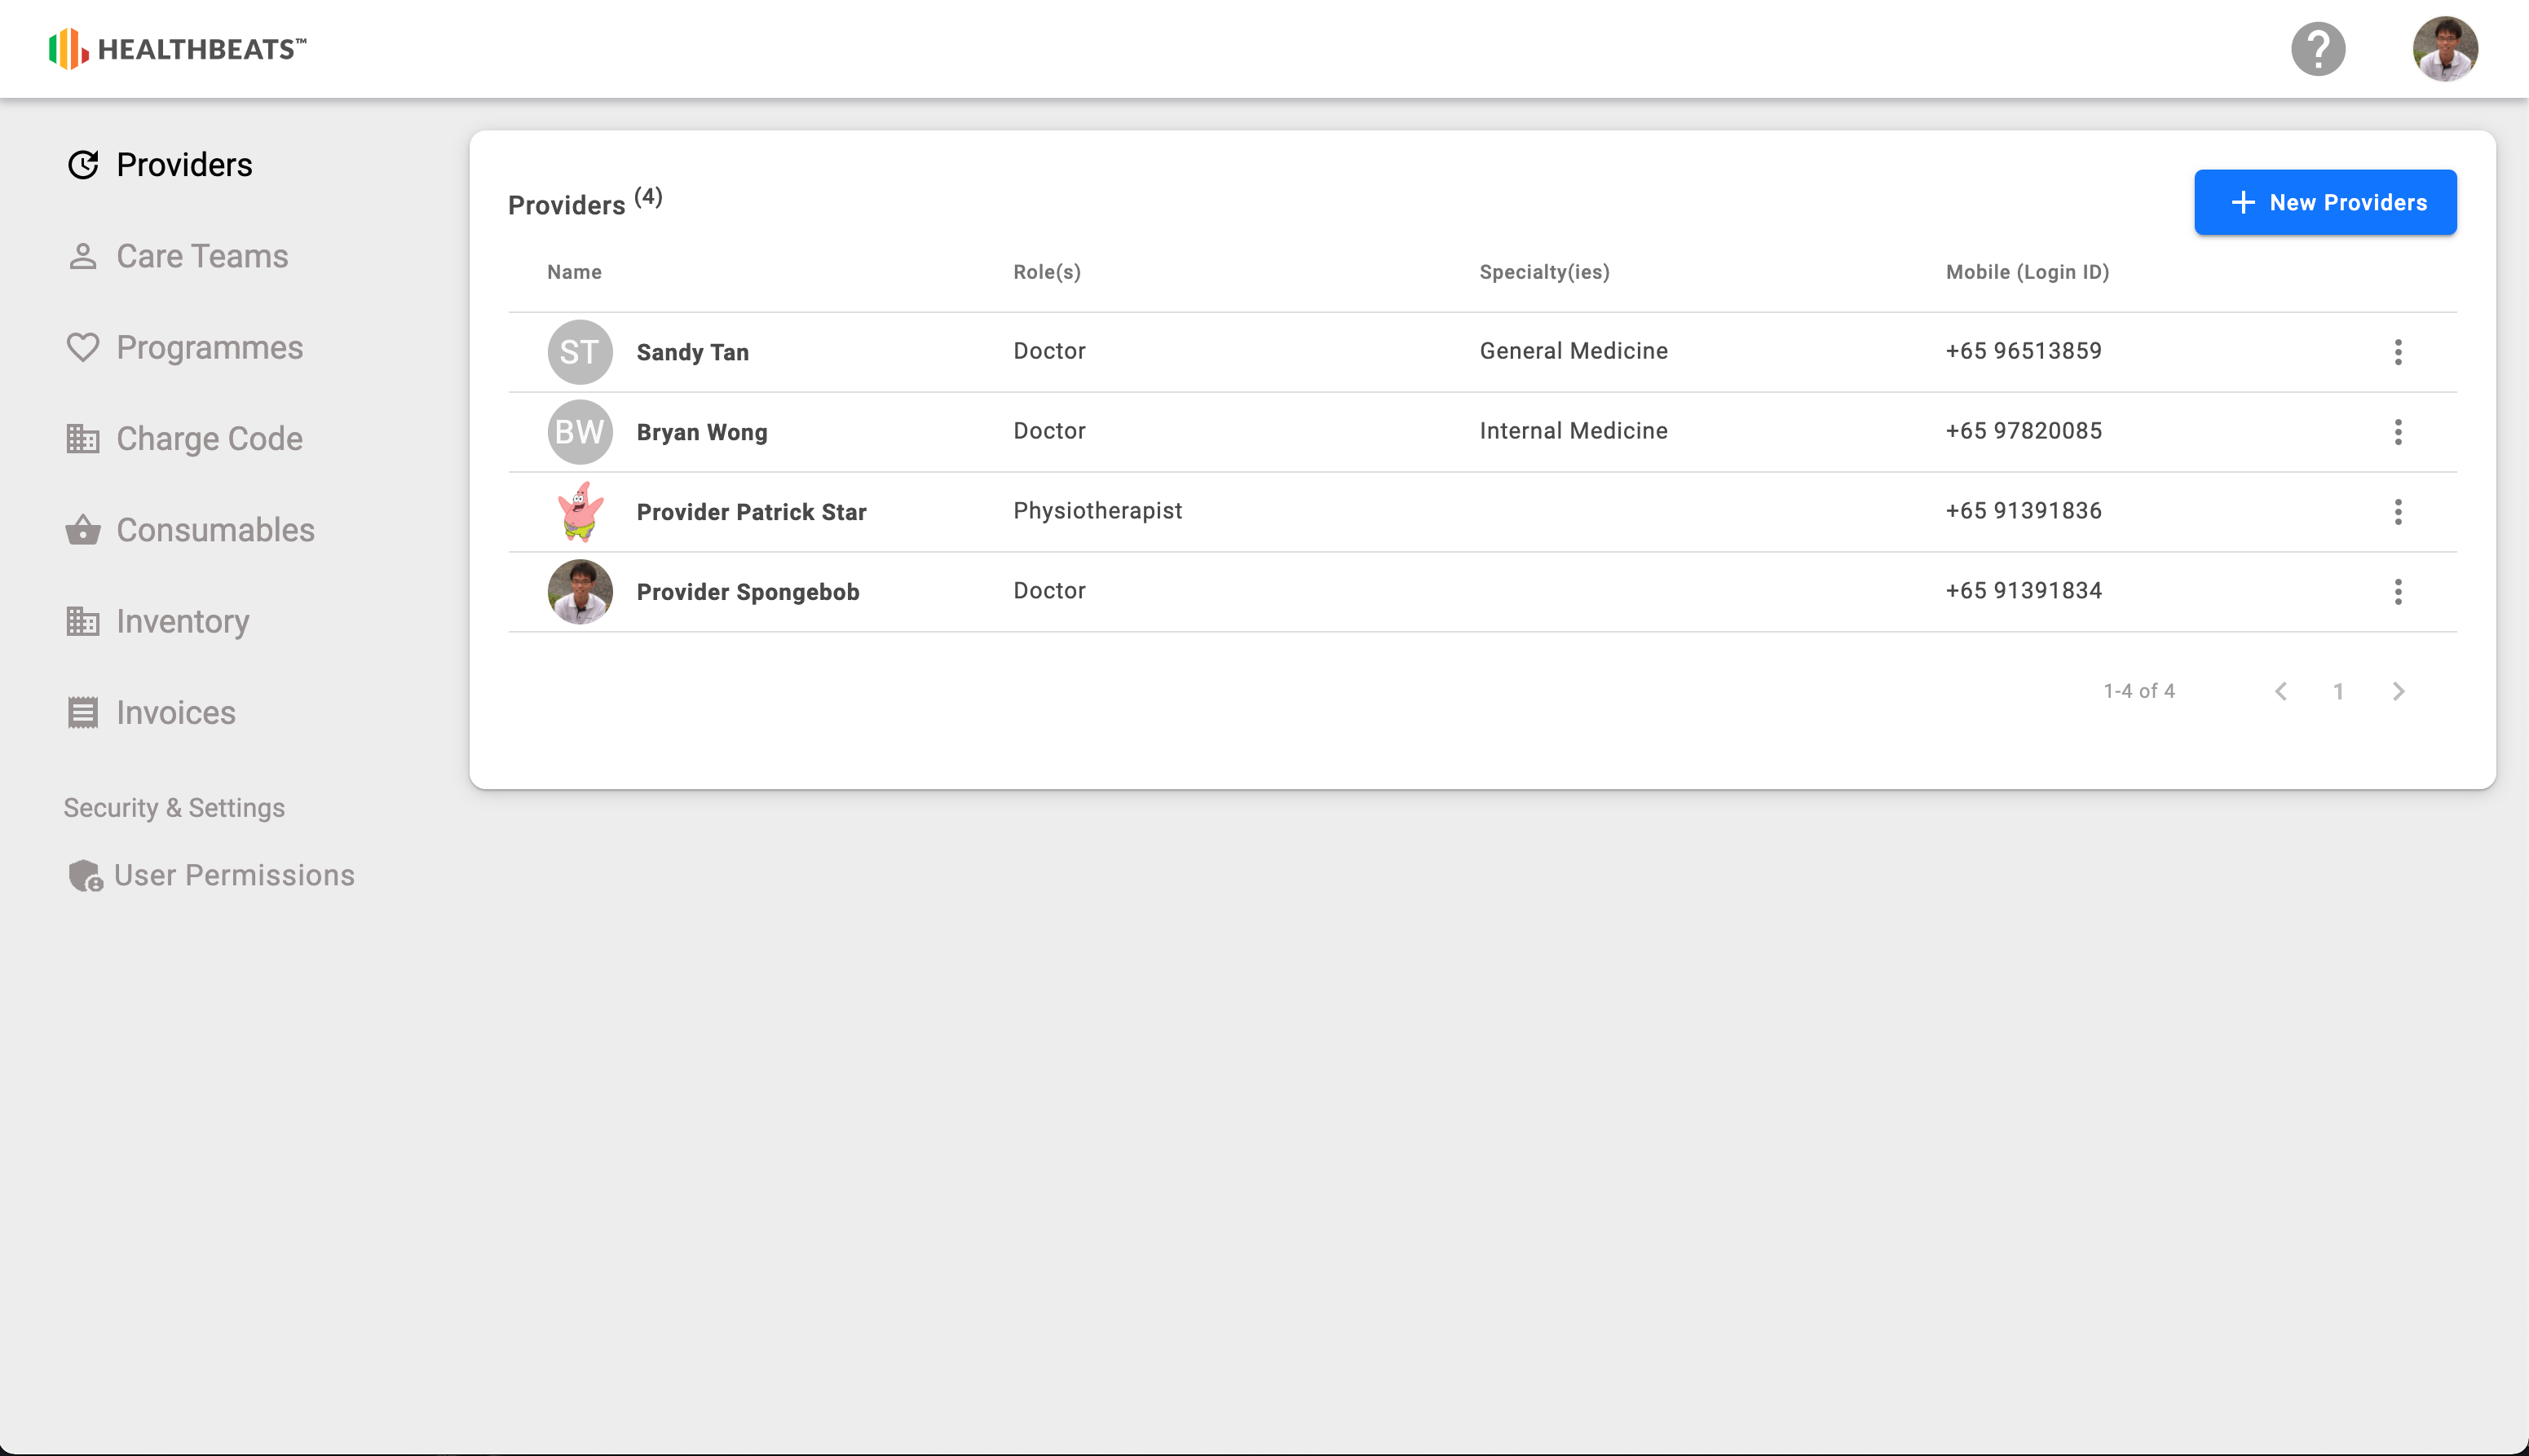 HEALTHBEATS™
Providers
Care Teams
Programmes
Charge Code
Consumables
Inventory
Invoices
Security & Settings
User Permissions
Providers (4)
+ New Providers
Name Role(s) Specialty(ies) Mobile (Login ID)
ST Sandy Tan Doctor General Medicine +65 96513859
BW Bryan Wong Doctor Internal Medicine +65 97820085
Provider Patrick Star Physiotherapist +65 91391836
Provider Spongebob Doctor +65 91391834
1-4 of 4 < 1 >